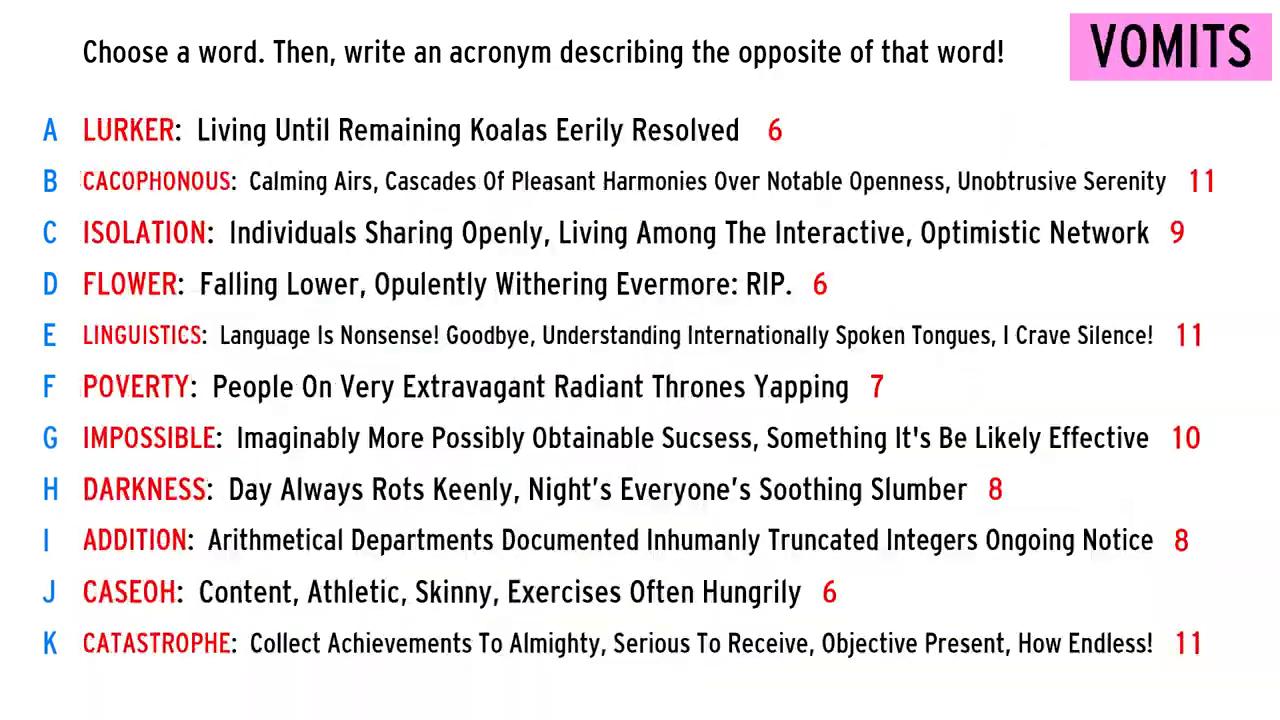 Choose a word. Then, write an acronym describing the opposite of that word!
VOMITS
A LURKER: Living Until Remaining Koalas Eerily Resolved 6
B CACOPHONOUS: Calming Airs, Cascades Of Pleasant Harmonies Over Notable Openness, Unobtrusive Serenity 11
C ISOLATION: Individuals Sharing Openly, Living Among The Interactive, Optimistic Network 9
D FLOWER: Falling Lower, Opulently Withering Evermore: RIP. 6
E LINGUISTICS: Language Is Nonsense! Goodbye, Understanding Internationally Spoken Tongues, I Crave Silence! 11
F POVERTY: People On Very Extravagant Radiant Thrones Yapping 7
G IMPOSSIBLE: Imaginably More Possibly Obtainable Sucsess, Something It's Be Likely Effective 10
H DARKNESS: Day Always Rots Keenly, Night’s Everyone’s Soothing Slumber 8
I ADDITION: Arithmetical Departments Documented Inhumanly Truncated Integers Ongoing Notice 8
J CASEOH: Content, Athletic, Skinny, Exercises Often Hungrily 6
K CATASTROPHE: Collect Achievements To Almighty, Serious To Receive, Objective Present, How Endless! 11